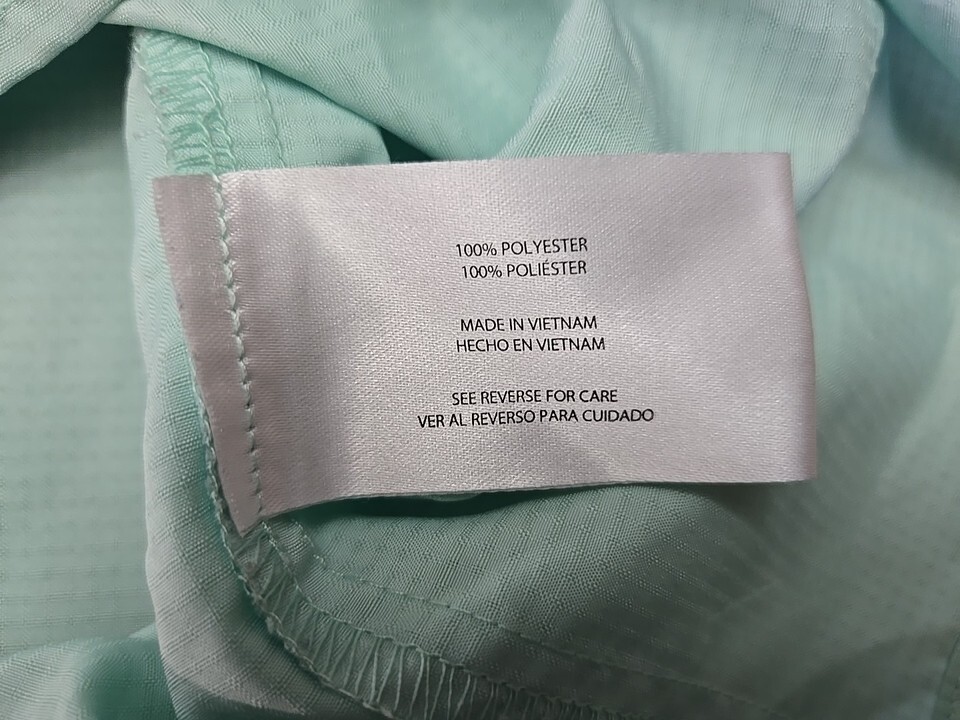 100% POLYESTER
100% POLIÉSTER
MADE IN VIETNAM
HECHO EN VIETNAM
SEE REVERSE FOR CARE
VER AL REVERSO PARA CUIDADO